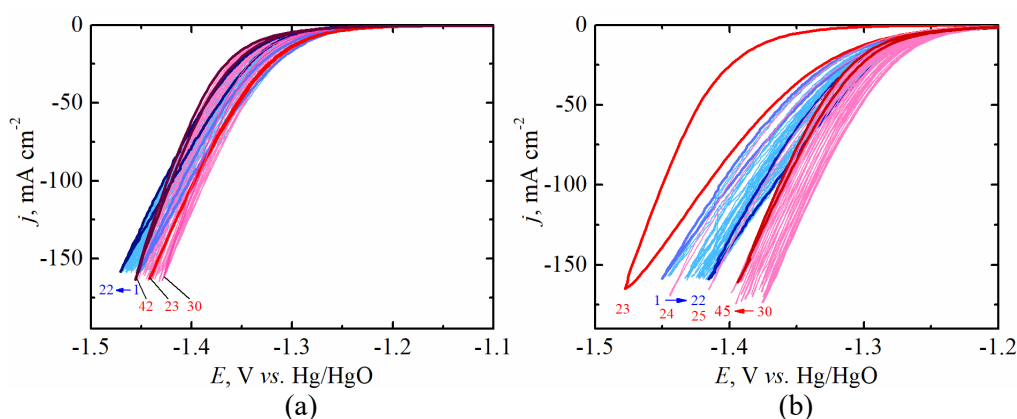 0
-50
-100
-150
j, mA cm-2
22 ← 1
42 23 30
-1.5 -1.4 -1.3 -1.2 -1.1
E, V vs. Hg/HgO
(a)
0
-50
-100
-150
j, mA cm-2
23
1 → 22
24 25 45 ← 30
-1.5 -1.4 -1.3 -1.2
E, V vs. Hg/HgO
(b)